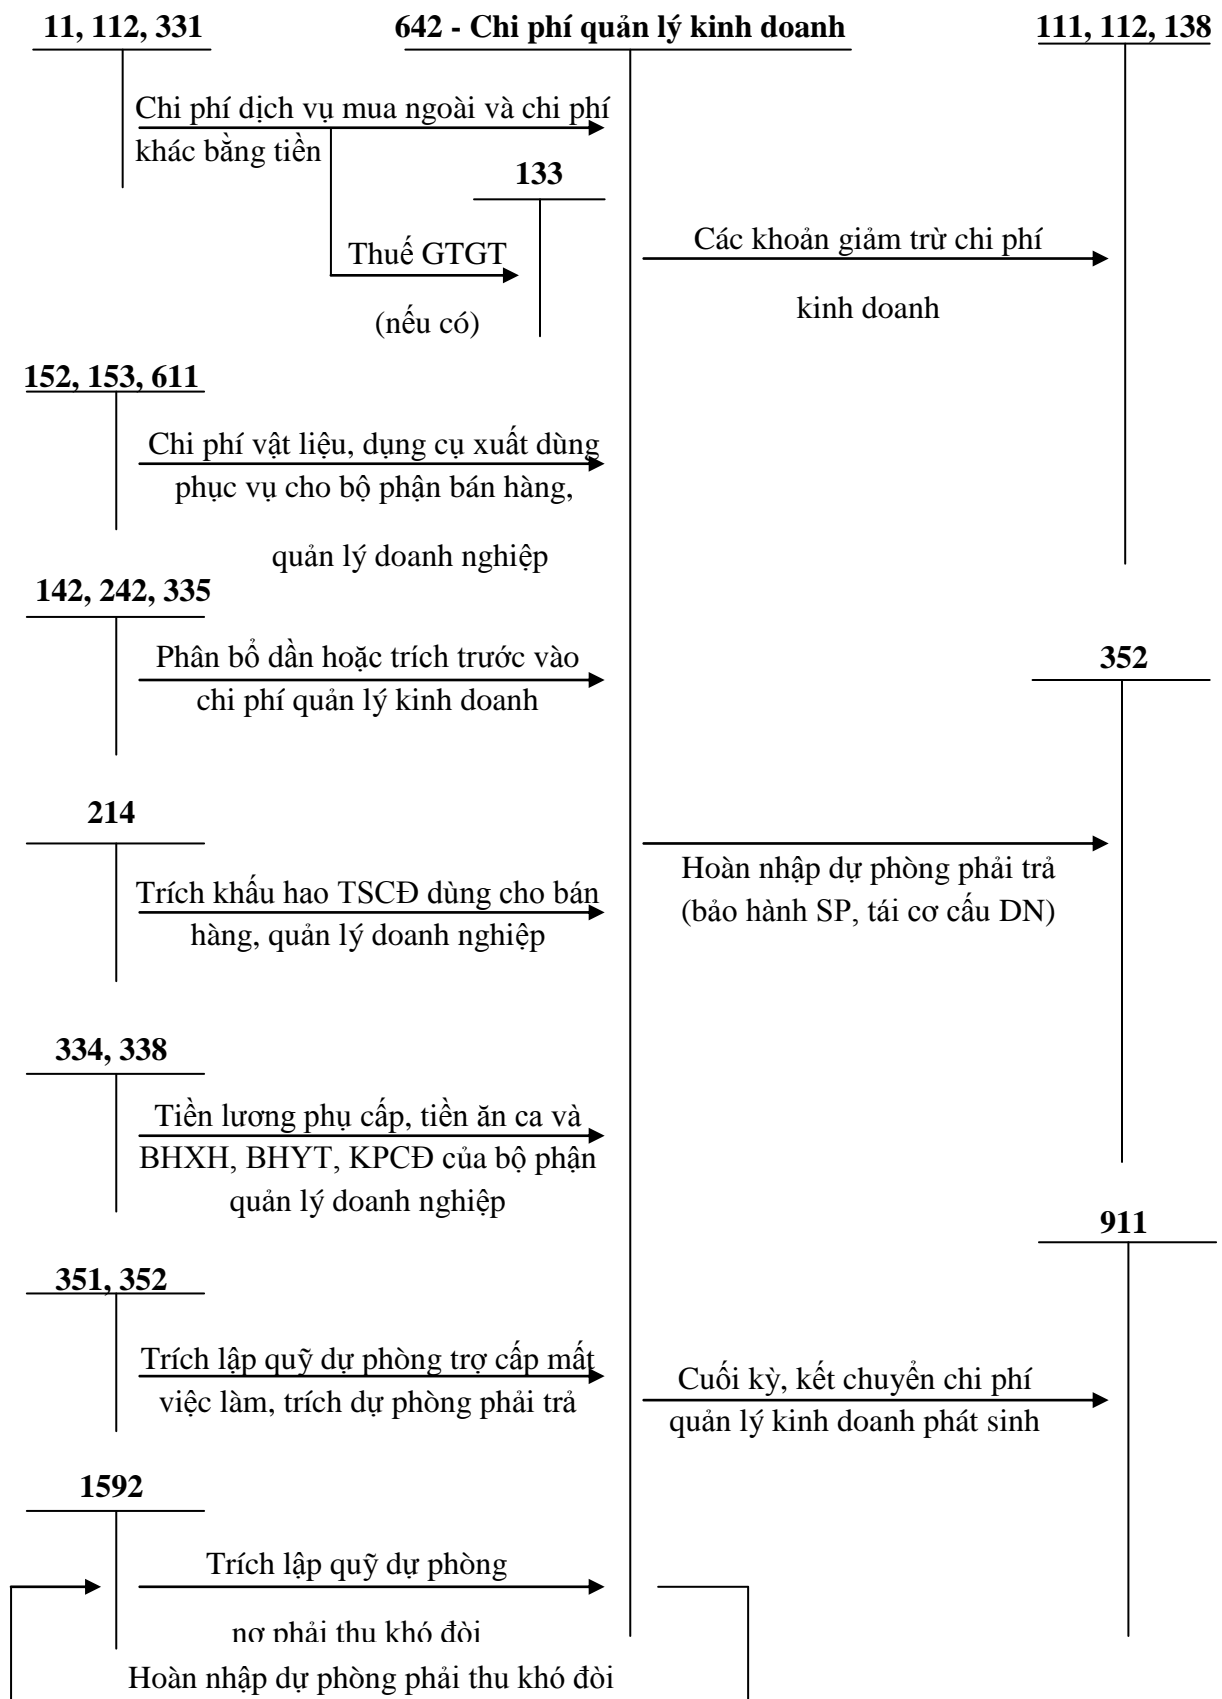 11, 112, 331
642 - Chi phí quản lý kinh doanh
111, 112, 138
Chi phí dịch vụ mua ngoài và chi phí
khác bằng tiền
133
Thuế GTGT
(nếu có)
Các khoản giảm trừ chi phí
kinh doanh
152, 153, 611
Chi phí vật liệu, dụng cụ xuất dùng
phục vụ cho bộ phận bán hàng,
quản lý doanh nghiệp
142, 242, 335
Phân bổ dần hoặc trích trước vào
chi phí quản lý kinh doanh
352
214
Trích khấu hao TSCĐ dùng cho bán
hàng, quản lý doanh nghiệp
Hoàn nhập dự phòng phải trả
(bảo hành SP, tái cơ cấu DN)
334, 338
Tiền lương phụ cấp, tiền ăn ca và
BHXH, BHYT, KPCĐ của bộ phận
quản lý doanh nghiệp
911
351, 352
Trích lập quỹ dự phòng trợ cấp mất
việc làm, trích dự phòng phải trả
Cuối kỳ, kết chuyển chi phí
quản lý kinh doanh phát sinh
1592
Trích lập quỹ dự phòng
nợ phải thu khó đòi
Hoàn nhập dự phòng phải thu khó đòi